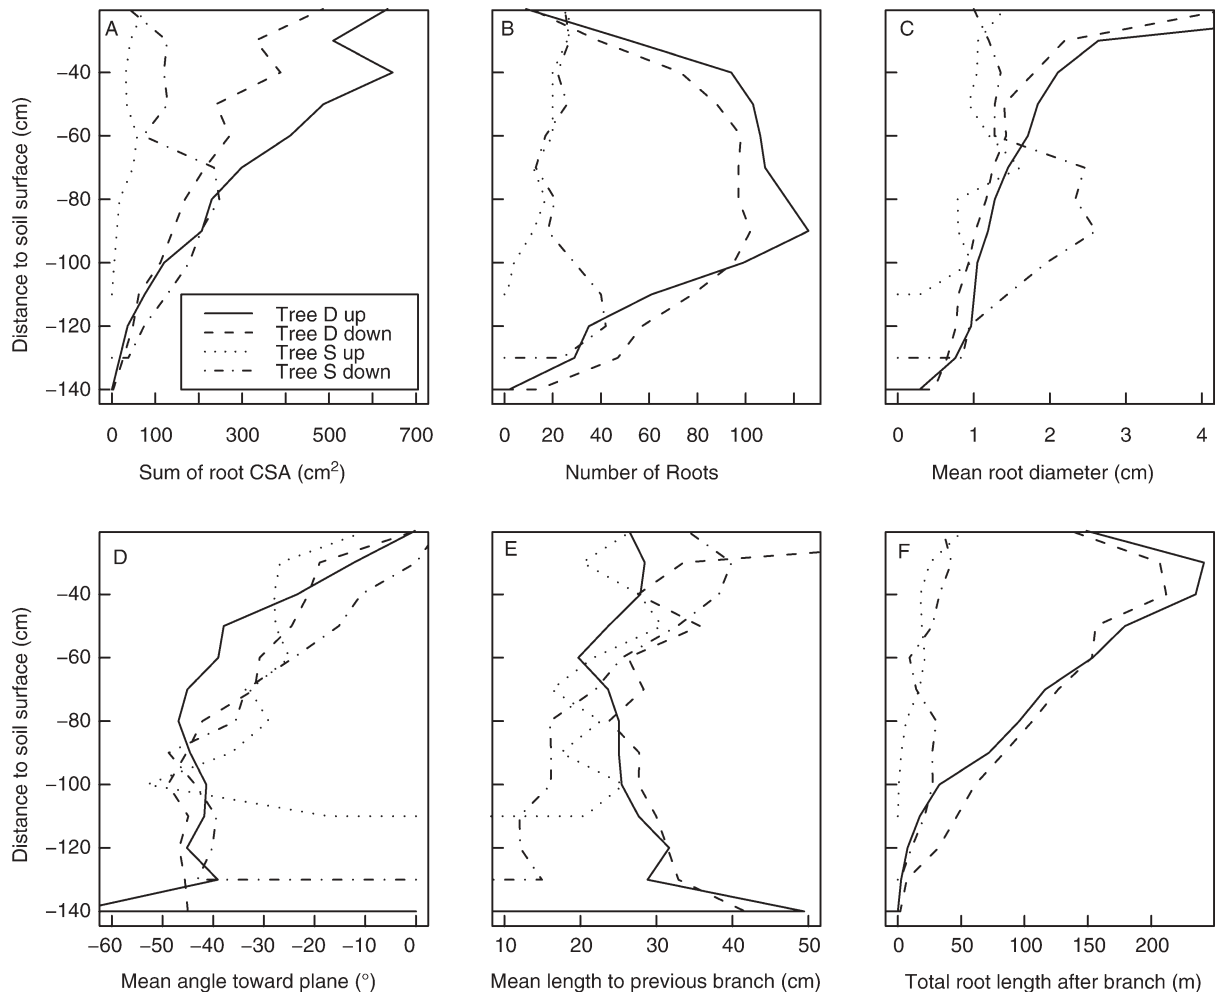 A
B
C
Distance to soil surface (cm)
−40
−60
−80
−100
−120
−140
Tree D up
Tree D down
Tree S up
Tree S down
0 100 300 500 700
0 20 40 60 80 100
0 1 2 3 4
Sum of root CSA (cm²)
Number of Roots
Mean root diameter (cm)
D
E
F
Distance to soil surface (cm)
−40
−60
−80
−100
−120
−140
−60 −50 −40 −30 −20 −10 0
10 20 30 40 50
0 50 100 150 200
Mean angle toward plane (°)
Mean length to previous branch (cm)
Total root length after branch (m)